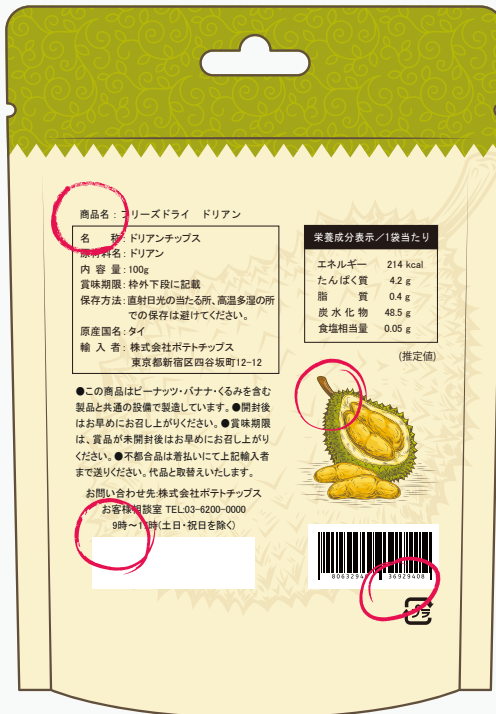 商品名：フリーズドライ　ドリアン
名　　称：ドリアンチップス
原材料名：ドリアン
内 容 量：100g
賞味期限：枠外下段に記載
保存方法：直射日光の当たる所、高温多湿の所
での保存は避けてください。
原産国名：タイ
輸 入 者：株式会社ポテトチップス
東京都新宿区四谷坂町12-12
●この商品はピーナッツ・バナナ・くるみを含む
製品と共通の設備で製造しています。●開封後
はお早めにお召し上がりください。●賞味期限
は、賞品が未開封後はお早めにお召し上がり
ください。●不都合品は着払いにて上記輸入者
まで送りください。代品と取替えいたします。
お問い合わせ先:株式会社ポテトチップス
お客様相談室 TEL:03-6200-0000
9時～1 時(土日・祝日を除く)
栄養成分表示／1袋当たり
エネルギー　214 kcal
たんぱく質　4.2 g
脂　　質　0.4 g
炭 水 化 物　48.5 g
食塩相当量　0.05 g
(推定値)
8063294 36929408
プラ